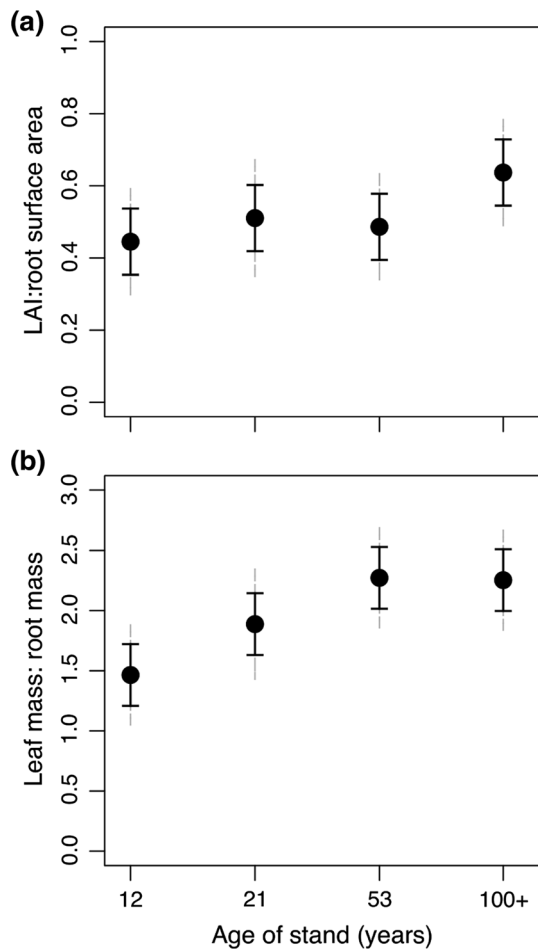 (a)
LAI:root surface area
1.0
0.8
0.6
0.4
0.2
0.0
(b)
Leaf mass: root mass
3.0
2.5
2.0
1.5
1.0
0.5
0.0
12 21 53 100+
Age of stand (years)